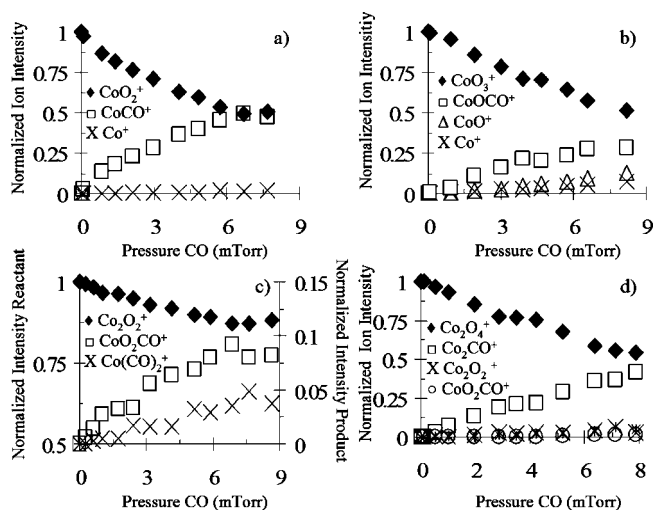 a)
Normalized Ion Intensity
1
0.75
0.5
0.25
0
CoO₂⁺
CoCO⁺
Co⁺
0 3 6 9
Pressure CO (mTorr)
b)
Normalized Ion Intensity
1
0.75
0.5
0.25
0
CoO₃⁺
CoOCO⁺
CoO⁺
Co⁺
0 3 6 9
Pressure CO (mTorr)
c)
Normalized Intensity Reactant
1
0.75
0.5
Co₂O₂⁺
CoO₂CO⁺
Co(CO)₂⁺
0.15
0.1
0.05
0
Normalized Intensity Product
0 3 6 9
Pressure CO (mTorr)
d)
Normalized Ion Intensity
1
0.75
0.5
0.25
0
Co₂O₄⁺
Co₂CO⁺
Co₂O₂⁺
CoO₂CO⁺
0 1 2 3 4 5 6 7 8
Pressure CO (mTorr)